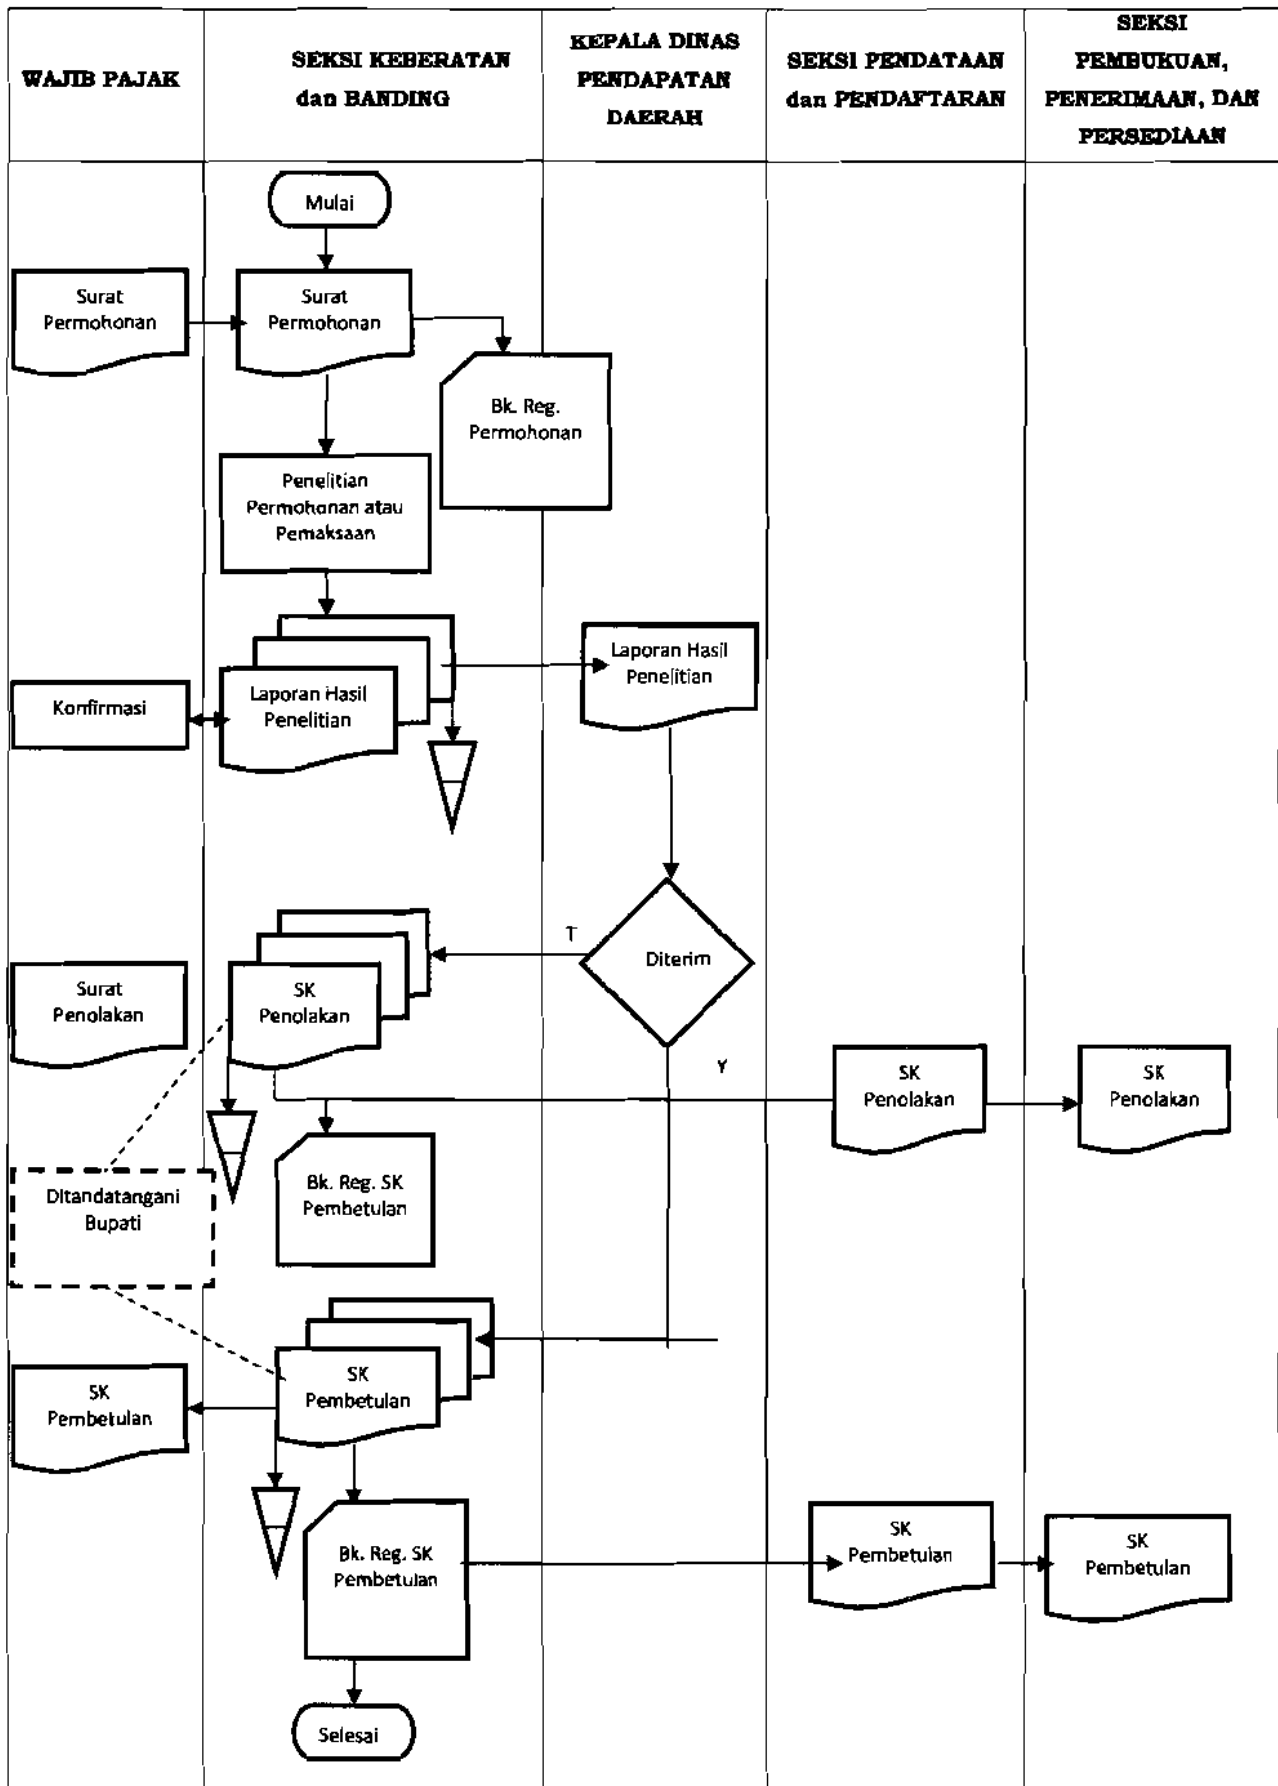 WAJIB PAJAK
SEKSI KEBERATAN
dan BANDING
KEPALA DINAS
PENDAPATAN
DAERAH
SEKSI PENDATAAN
dan PENDAFTARAN
SEKSI
PEMBUKUAN,
PENERIMAAN, DAN
PERSEDIAAN
Mulai
Surat
Permohonan
Surat
Permohonan
Bk. Reg.
Permohonan
Penelitian
Permohonan atau
Pemaksaan
Laporan Hasil
Penelitian
Laporan Hasil
Penelitian
Konfirmasi
T
Diterim
Y
Surat
Penolakan
SK
Penolakan
SK
Penolakan
SK
Penolakan
Ditandatangani
Bupati
Bk. Reg. SK
Pembetulan
SK
Pembetulan
SK
Pembetulan
Bk. Reg. SK
Pembetulan
SK
Pembetulan
SK
Pembetulan
Selesai